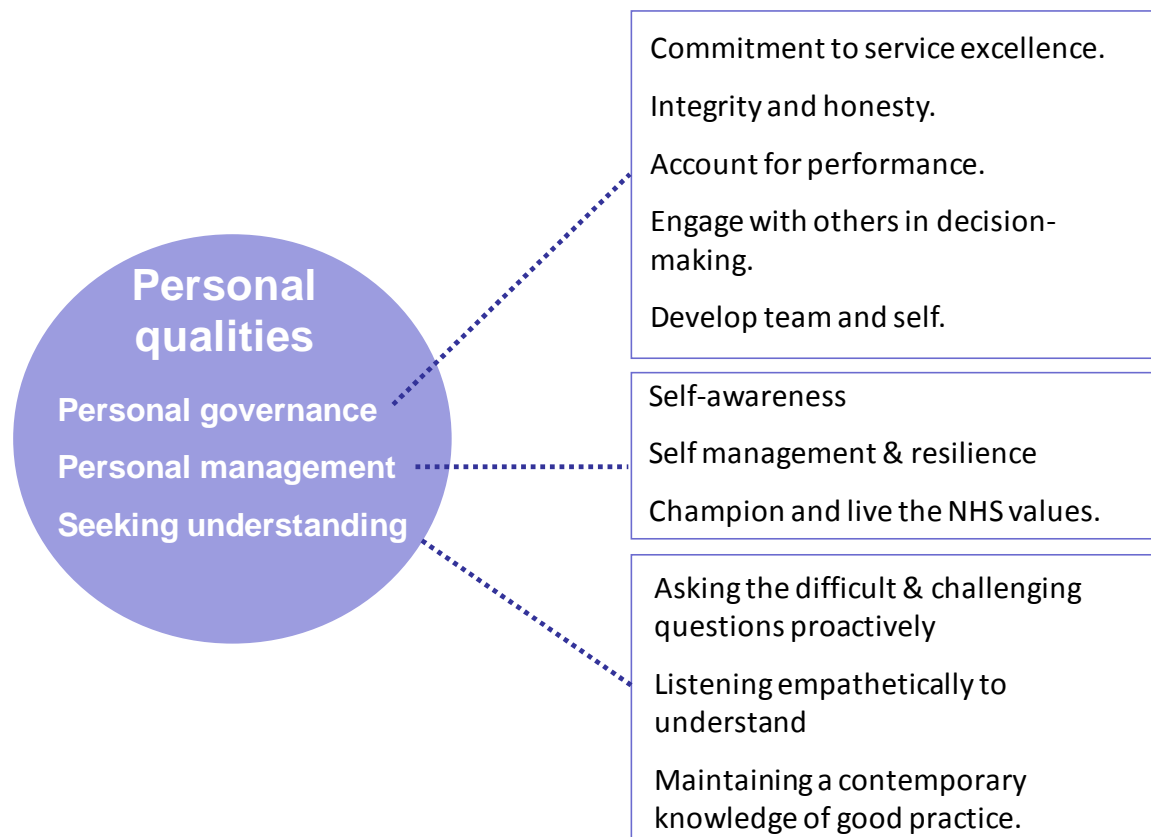 Personal
qualities
Personal governance
Personal management
Seeking understanding
Commitment to service excellence.
Integrity and honesty.
Account for performance.
Engage with others in decision-
making.
Develop team and self.
Self-awareness
Self management & resilience
Champion and live the NHS values.
Asking the difficult & challenging
questions proactively
Listening empathetically to
understand
Maintaining a contemporary
knowledge of good practice.